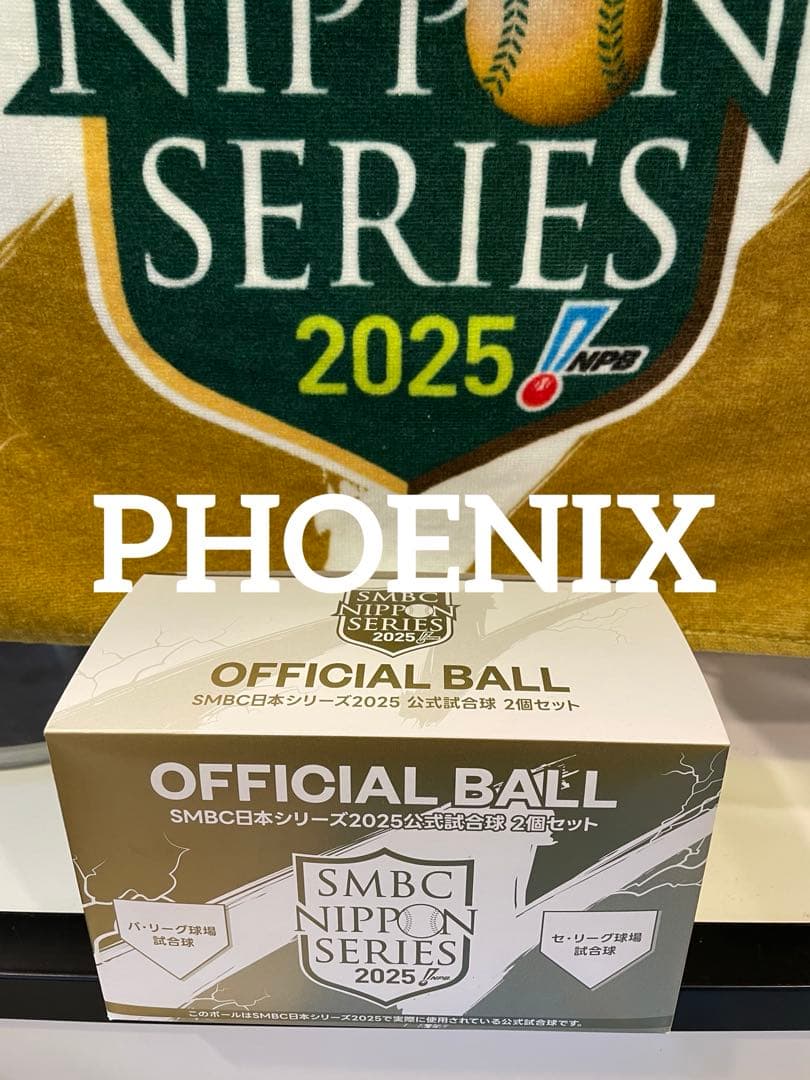 NIPPON
SERIES
2025
NPB
PHOENIX
SMBC
NIPPON
SERIES
2025
OFFICIAL BALL
SMBC日本シリーズ2025 公式試合球 2個セット
OFFICIAL BALL
SMBC日本シリーズ2025公式試合球 2個セット
SMBC
NIPPON
SERIES
2025 NPB
パ・リーグ球場
試合球
セ・リーグ球場
試合球
このボールはSMBC日本シリーズ2025で実際に使用されている公式試合球です。